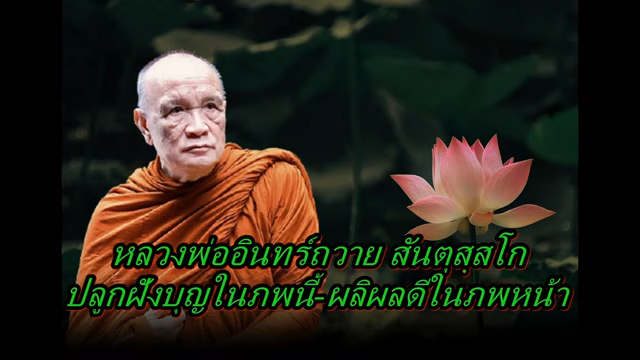 หลวงพ่ออินทร์ถวาย สันตุสฺสโก
ปลูกฝังบุญในภพนี้-ผลิผลดีในภพหน้า